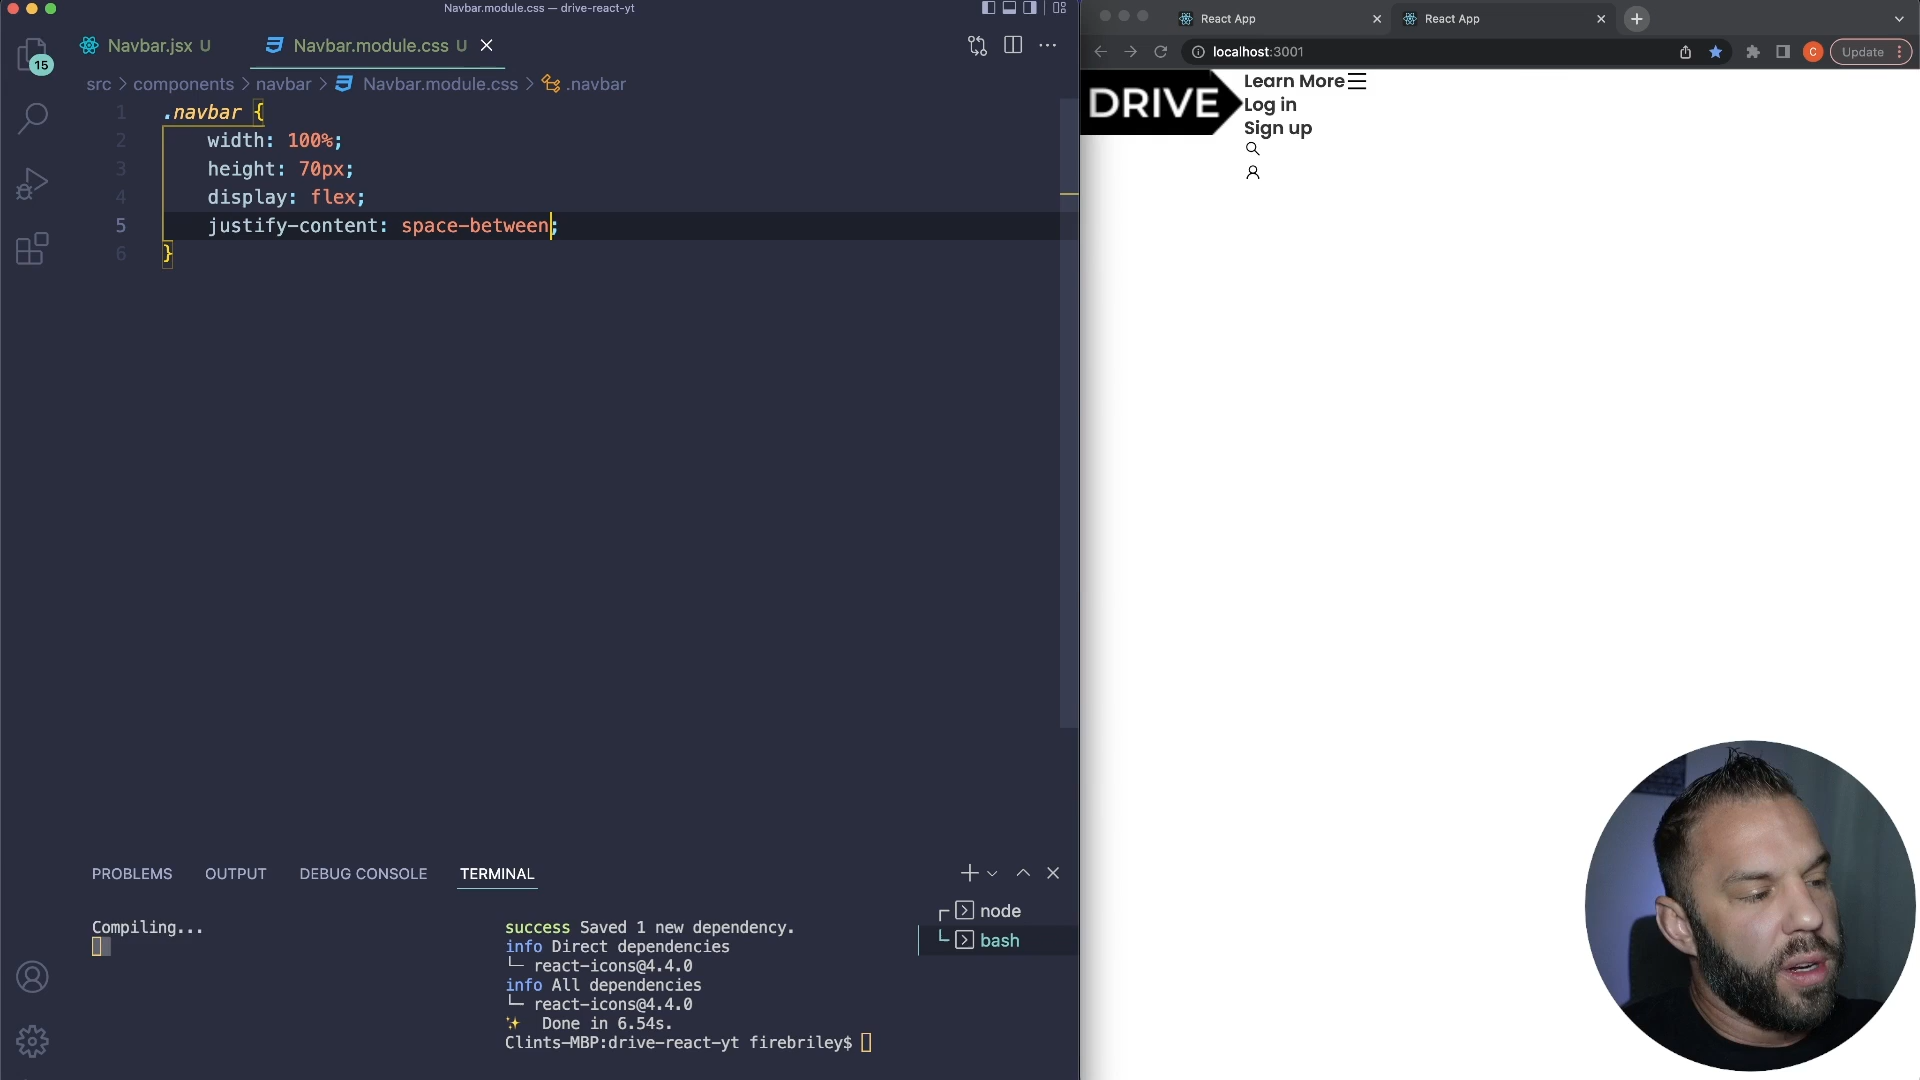 Navbar.module.css — drive-react-yt
15
Navbar.jsx U
Navbar.module.css U
src > components > navbar > Navbar.module.css > .navbar
1 .navbar {
2 width: 100%;
3 height: 70px;
4 display: flex;
5 justify-content: space-between;
6 }
PROBLEMS OUTPUT DEBUG CONSOLE TERMINAL
Compiling...
success Saved 1 new dependency.
info Direct dependencies
└─ react-icons@4.4.0
info All dependencies
└─ react-icons@4.4.0
✨ Done in 6.54s.
Clints-MBP:drive-react-yt firebriley$
node
bash
React App
React App
localhost:3001
C
Update
DRIVE
Learn More
Log in
Sign up